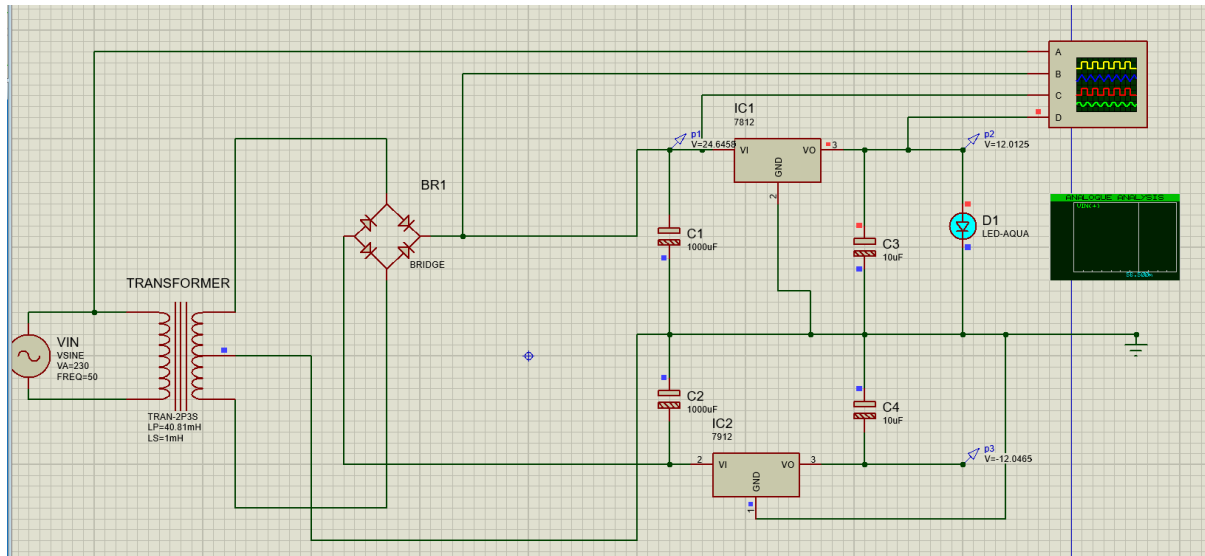 A
B
C
D
IC1
7812
p1
V=24.6459
VI
VO
3
GND
2
p2
V=12.0125
ANALOGUE ANALYSIS
BR1
BRIDGE
C1
1000uF
C3
10uF
D1
LED-AQUA
TRANSFORMER
VIN
VSINE
VA=230
FREQ=50
TRAN-2P3S
LP=40.81mH
LS=1mH
C2
1000uF
C4
10uF
IC2
7912
2
VI
VO
3
GND
1
p3
V=-12.0465